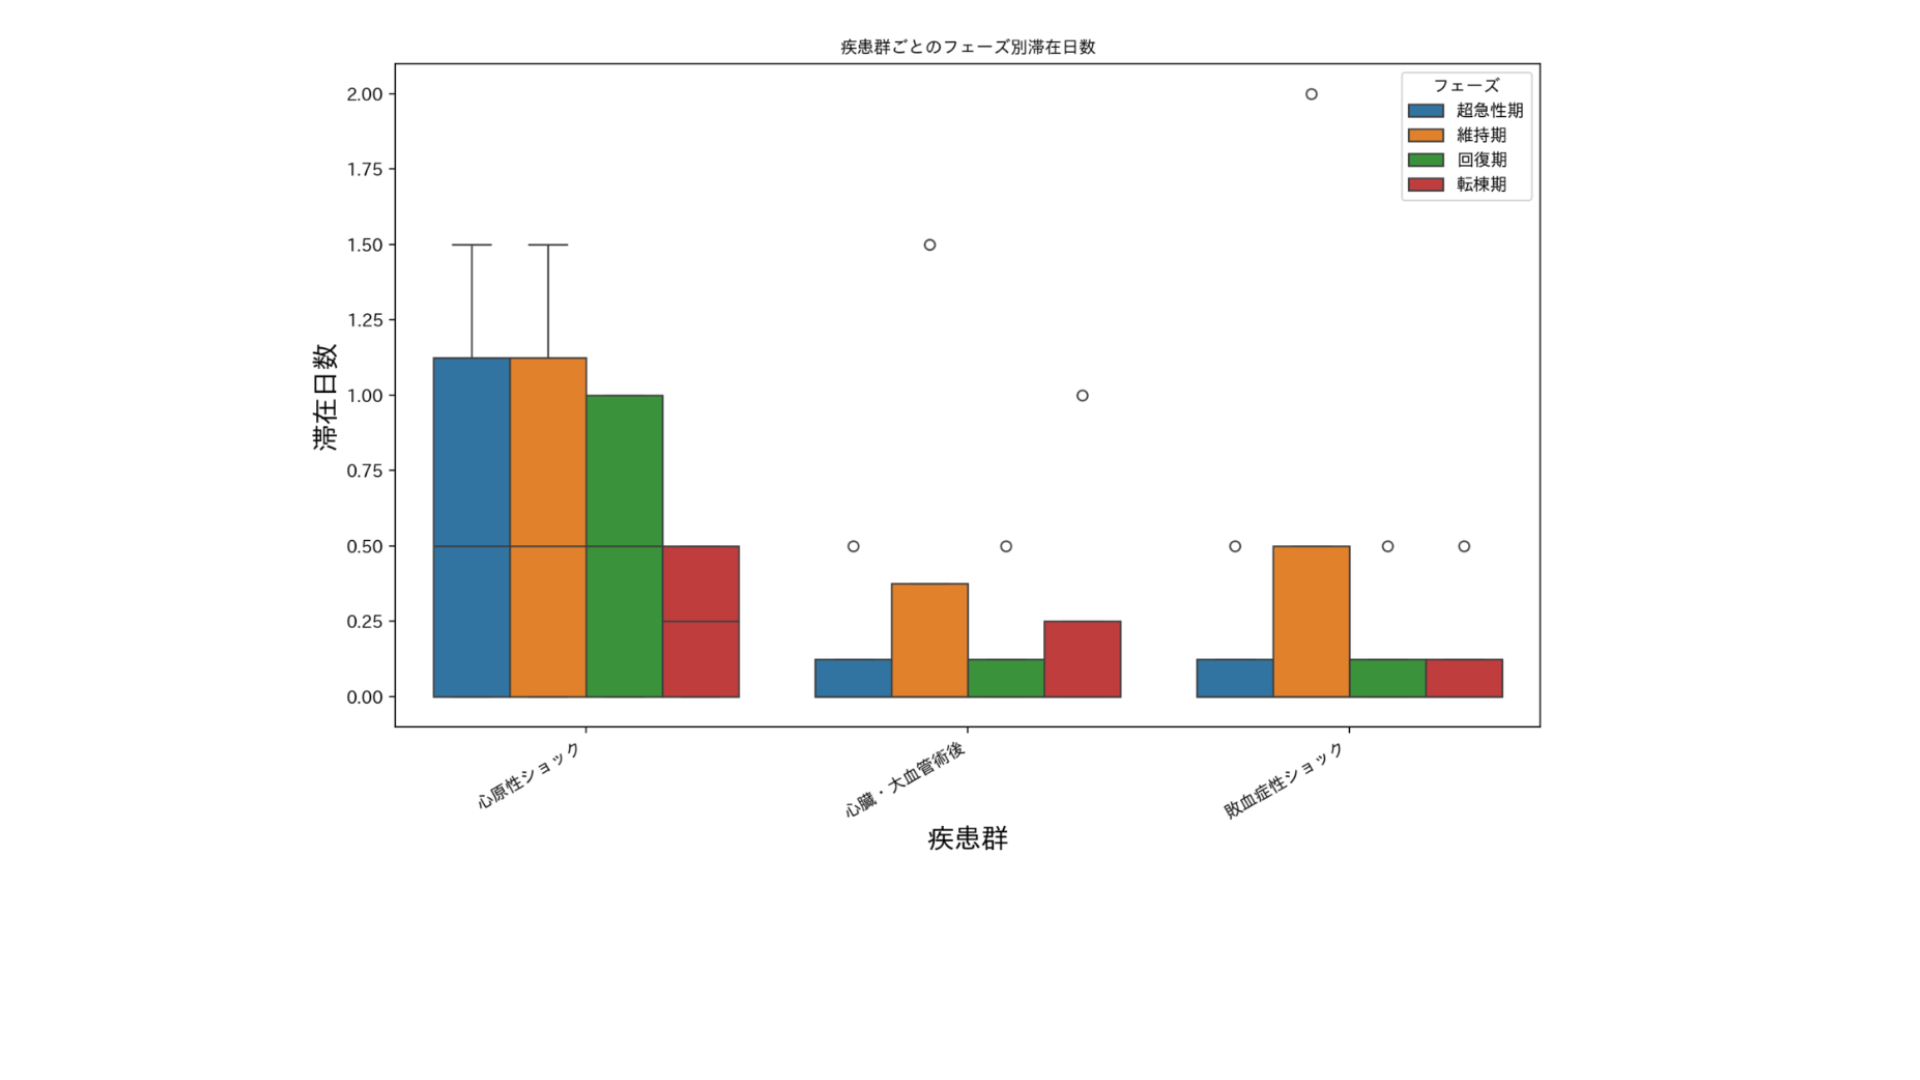 疾患群ごとのフェーズ別滞在日数
フェーズ
超急性期
維持期
回復期
転棟期
滞在日数
2.00
1.75
1.50
1.25
1.00
0.75
0.50
0.25
0.00
心原性ショック
心臓・大血管術後
敗血症性ショック
疾患群